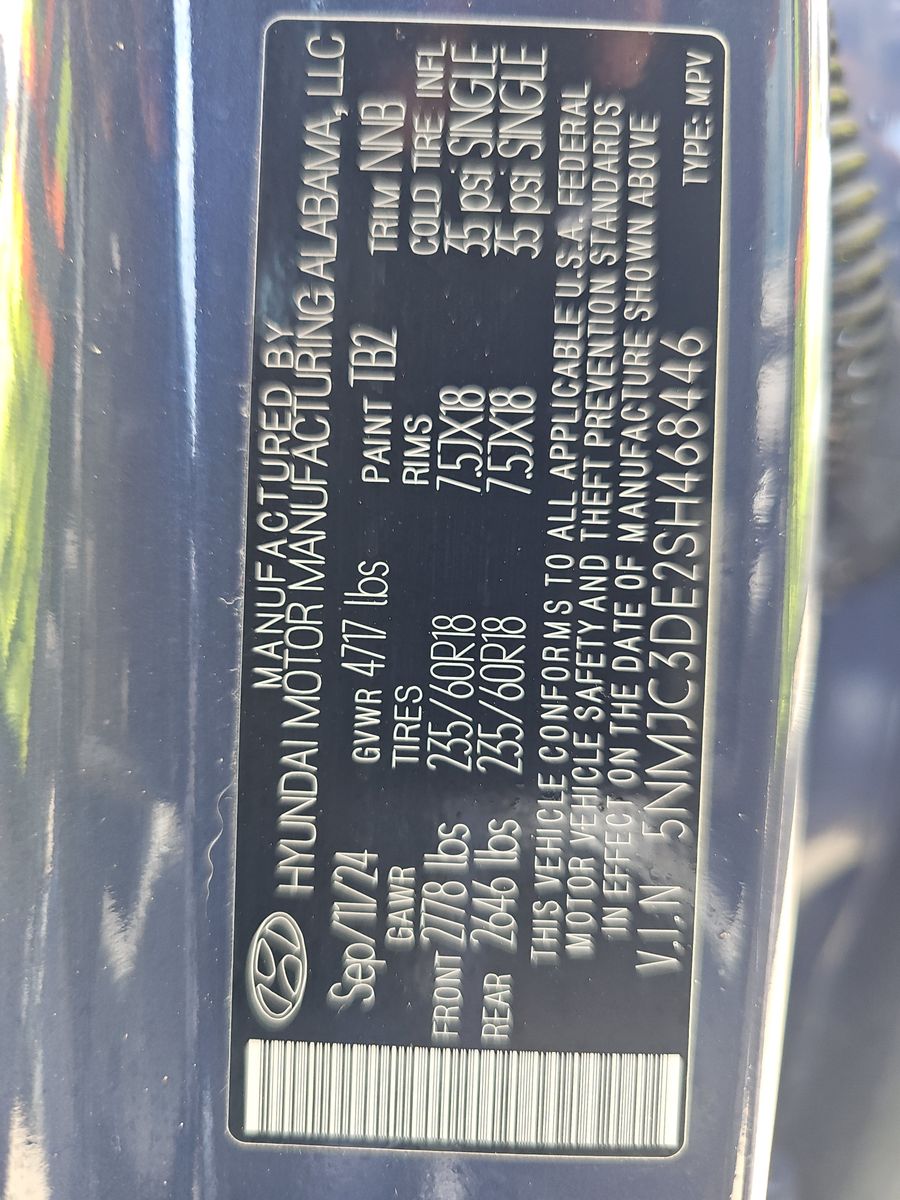 MANUFACTURED BY
HYUNDAI MOTOR MANUFACTURING ALABAMA, LLC
Sep/11/24 GVWR 4717 lbs PAINT TB2 TRIM NNB
GAWR TIRES RIMS COLD TIRE INFL
FRONT 2778 lbs 235/60R18 7.5JX18 35 psi SINGLE
REAR 2646 lbs 235/60R18 7.5JX18 35 psi SINGLE
THIS VEHICLE CONFORMS TO ALL APPLICABLE U.S.A. FEDERAL
MOTOR VEHICLE SAFETY AND THEFT PREVENTION STANDARDS
IN EFFECT ON THE DATE OF MANUFACTURE SHOWN ABOVE
V.I.N 5NMJC3DE2SH468446 TYPE: MPV